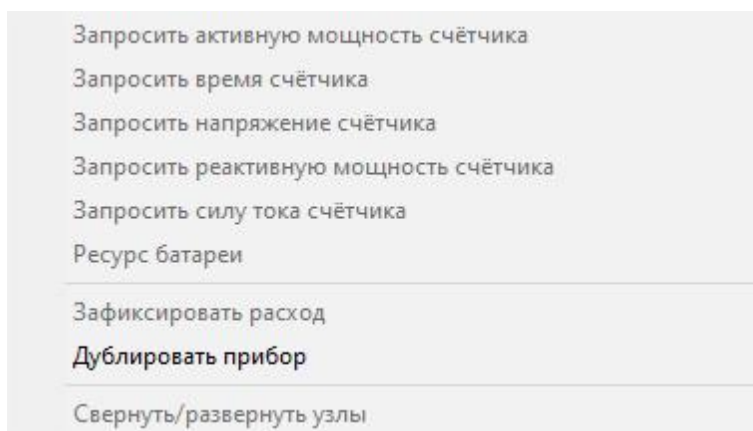 Запросить активную мощность счётчика
Запросить время счётчика
Запросить напряжение счётчика
Запросить реактивную мощность счётчика
Запросить силу тока счётчика
Ресурс батареи
Зафиксировать расход
Дублировать прибор
Свернуть/развернуть узлы